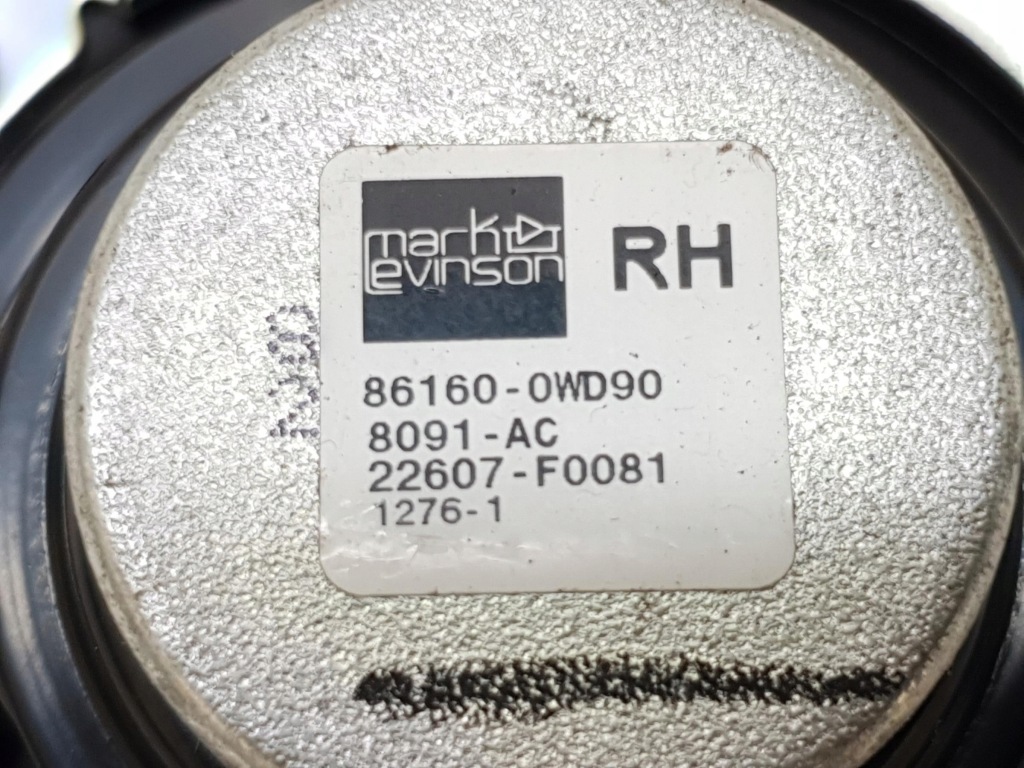 mark
Levinson
RH
86160-0WD90
8091-AC
22607-F0081
1276-1